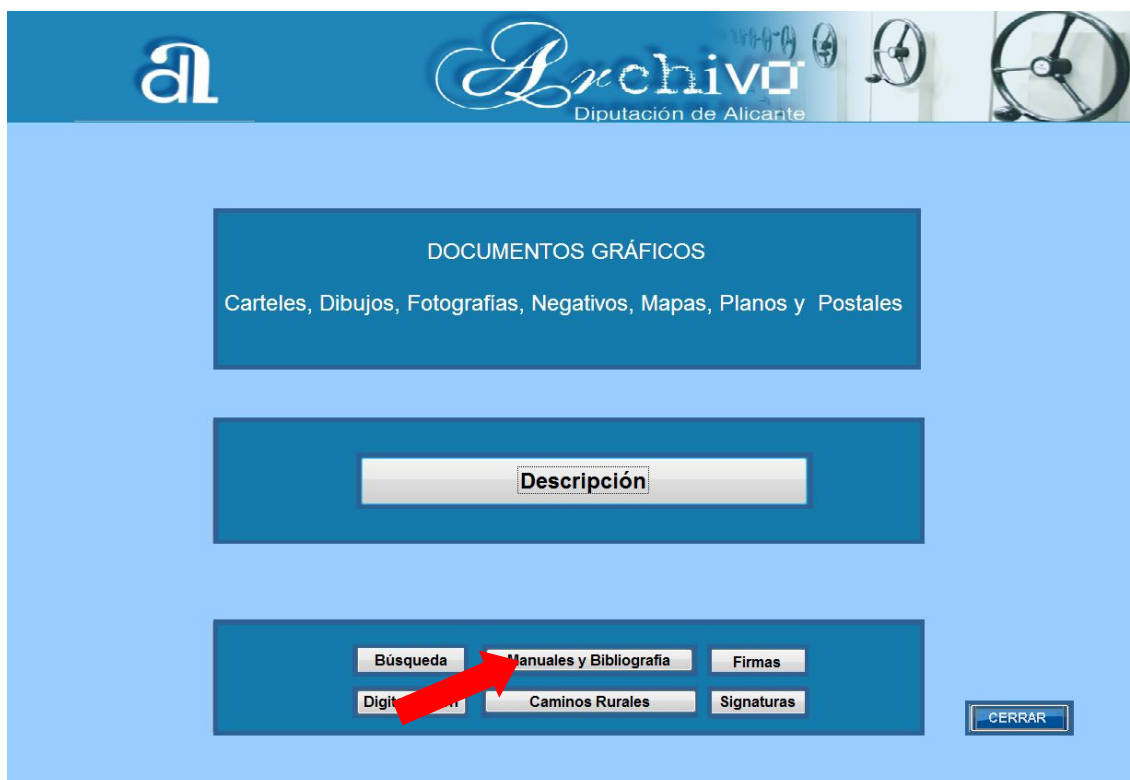 a
Archivo
Diputación de Alicante
DOCUMENTOS GRÁFICOS
Carteles, Dibujos, Fotografías, Negativos, Mapas, Planos y Postales
Descripción
Búsqueda Manuales y Bibliografía Firmas
Caminos Rurales Signaturas
CERRAR